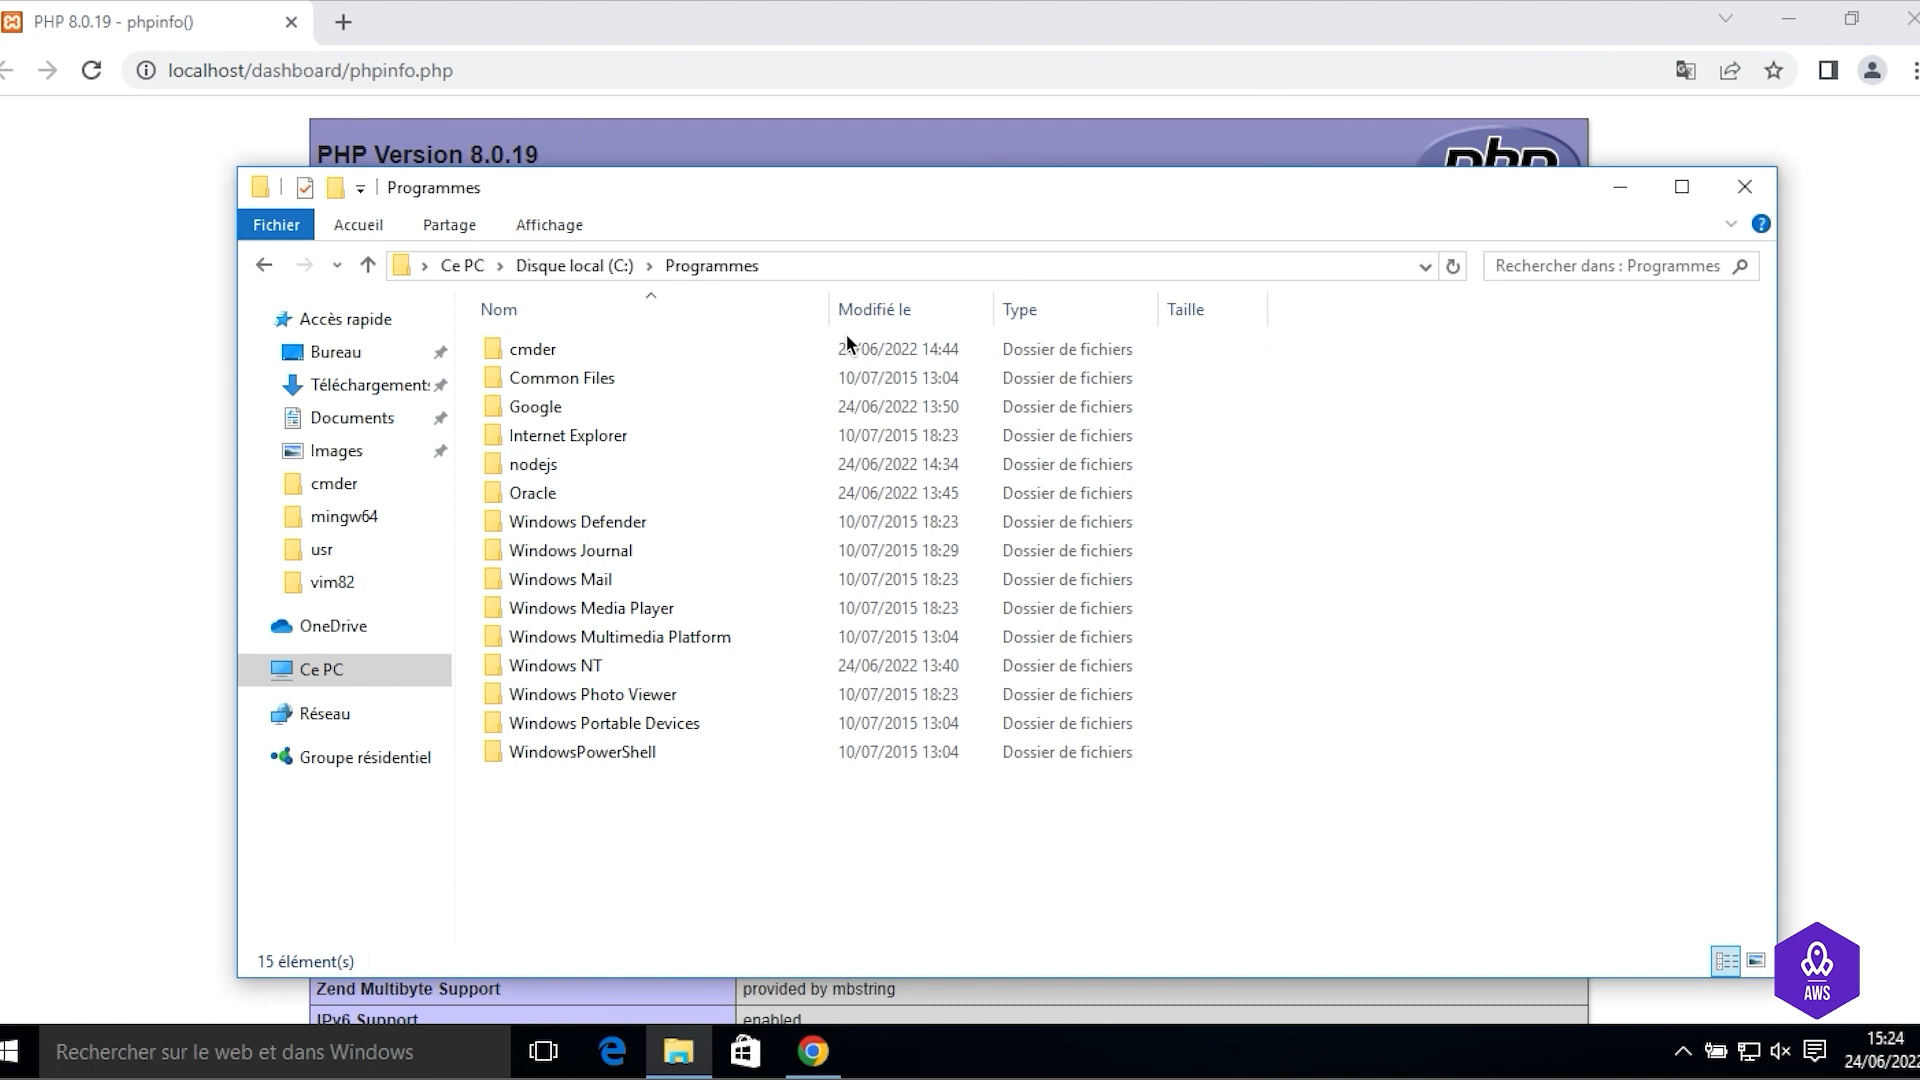 PHP 8.0.19 - phpinfo()
localhost/dashboard/phpinfo.php
PHP Version 8.0.19
php
Programmes
Fichier Accueil Partage Affichage
Ce PC Disque local (C:) Programmes
Rechercher dans : Programmes
Nom Modifié le Type Taille
Accès rapide
Bureau
Téléchargements
Documents
Images
cmder
mingw64
usr
vim82
OneDrive
Ce PC
Réseau
Groupe résidentiel
cmder 24/06/2022 14:44 Dossier de fichiers
Common Files 10/07/2015 13:04 Dossier de fichiers
Google 24/06/2022 13:50 Dossier de fichiers
Internet Explorer 10/07/2015 18:23 Dossier de fichiers
nodejs 24/06/2022 14:34 Dossier de fichiers
Oracle 24/06/2022 13:45 Dossier de fichiers
Windows Defender 10/07/2015 18:23 Dossier de fichiers
Windows Journal 10/07/2015 18:29 Dossier de fichiers
Windows Mail 10/07/2015 18:23 Dossier de fichiers
Windows Media Player 10/07/2015 18:23 Dossier de fichiers
Windows Multimedia Platform 10/07/2015 13:04 Dossier de fichiers
Windows NT 24/06/2022 13:40 Dossier de fichiers
Windows Photo Viewer 10/07/2015 18:23 Dossier de fichiers
Windows Portable Devices 10/07/2015 13:04 Dossier de fichiers
WindowsPowerShell 10/07/2015 13:04 Dossier de fichiers
15 élément(s)
Zend Multibyte Support provided by mbstring
IPv6 Support enabled
AWS
Rechercher sur le web et dans Windows
15:24
24/06/2022